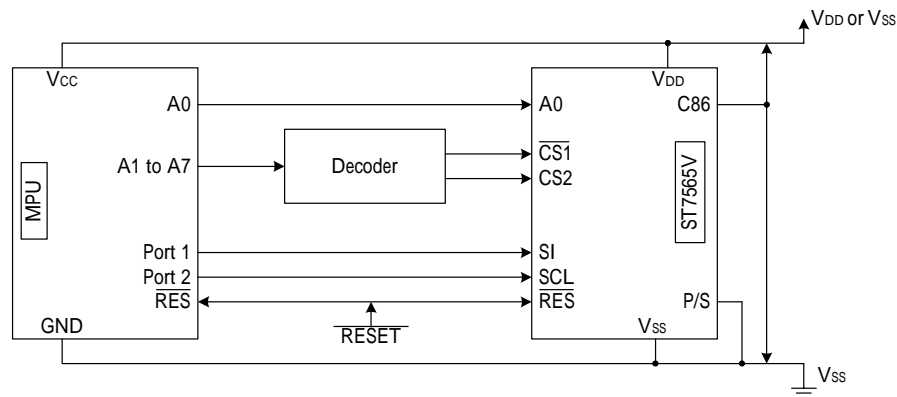 VDD or VSS
VCC
VDD
A0
A0
C86
A1 to A7
Decoder
CS1
CS2
MPU
ST7565V
Port 1
SI
Port 2
SCL
RES
RES
P/S
GND
RESET
VSS
VSS